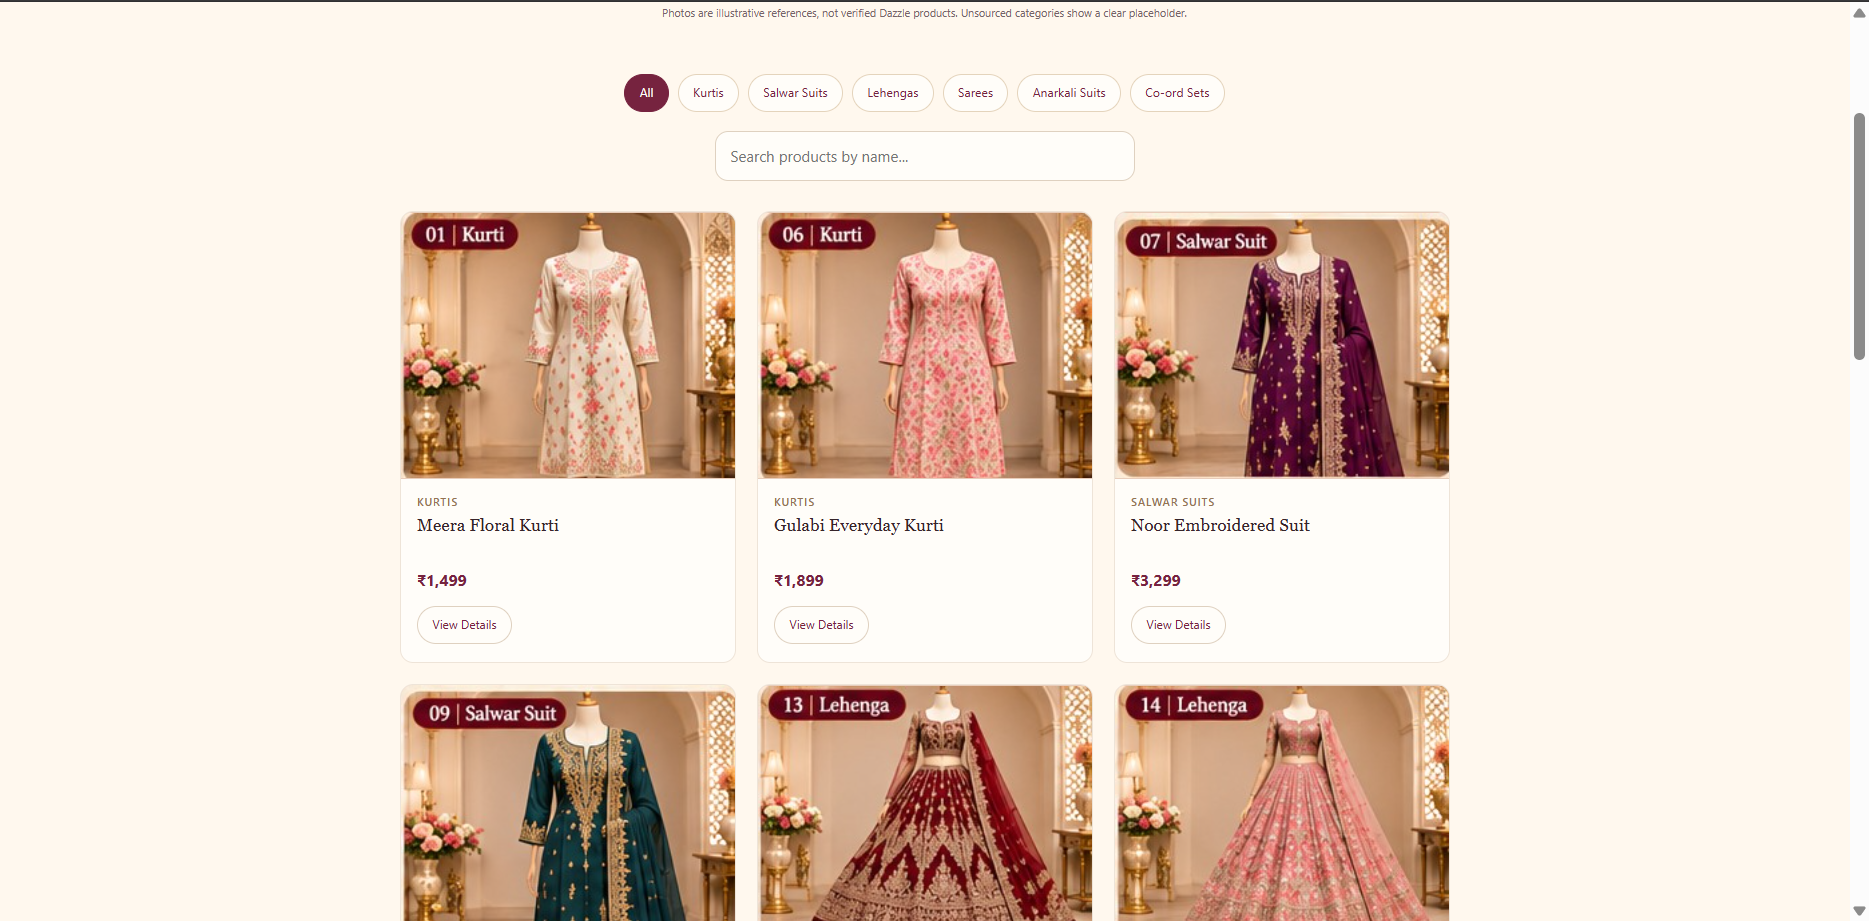 Photos are illustrative references, not verified Dazzle products. Unsourced categories show a clear placeholder.
All
Kurtis
Salwar Suits
Lehengas
Sarees
Anarkali Suits
Co-ord Sets
Search products by name...
01 | Kurti
06 | Kurti
07 | Salwar Suit
KURTIS
Meera Floral Kurti
₹1,499
View Details
KURTIS
Gulabi Everyday Kurti
₹1,899
View Details
SALWAR SUITS
Noor Embroidered Suit
₹3,299
View Details
09 | Salwar Suit
13 | Lehenga
14 | Lehenga